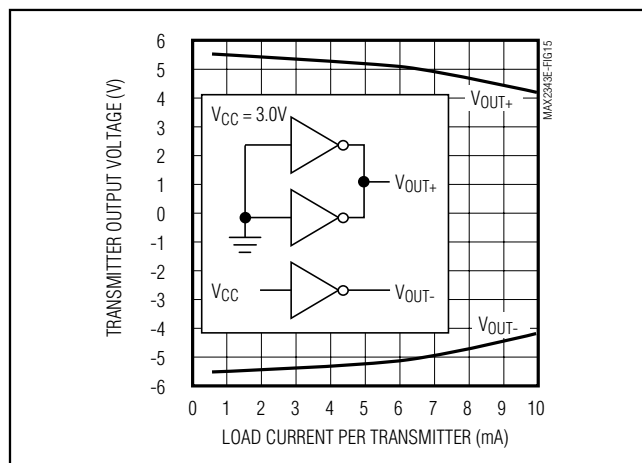 6
5
4
3
2
1
0
-1
-2
-3
-4
-5
-6
TRANSMITTER OUTPUT VOLTAGE (V)
VCC = 3.0V
VOUT+
VCC
VOUT-
VOUT+
VOUT-
MAX2343E-FIG15
0 1 2 3 4 5 6 7 8 9 10
LOAD CURRENT PER TRANSMITTER (mA)